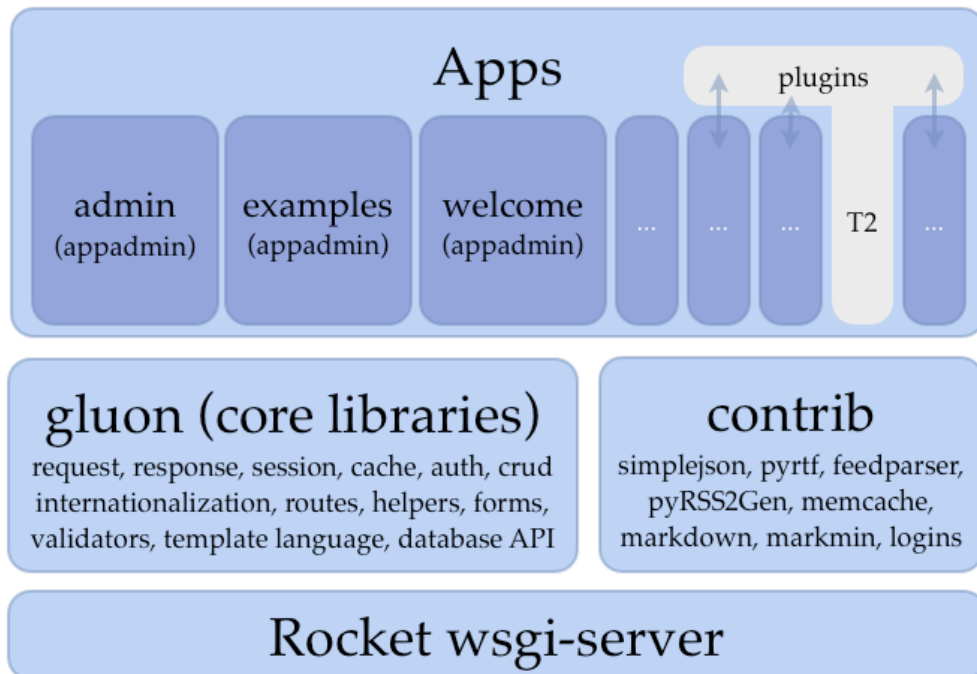 Apps
plugins
admin
(appadmin)
examples
(appadmin)
welcome
(appadmin)
...
...
...
T2
...
gluon (core libraries)
request, response, session, cache, auth, crud
internationalization, routes, helpers, forms,
validators, template language, database API
contrib
simplejson, pyrtf, feedparser,
pyRSS2Gen, memcache,
markdown, markmin, logins
Rocket wsgi-server